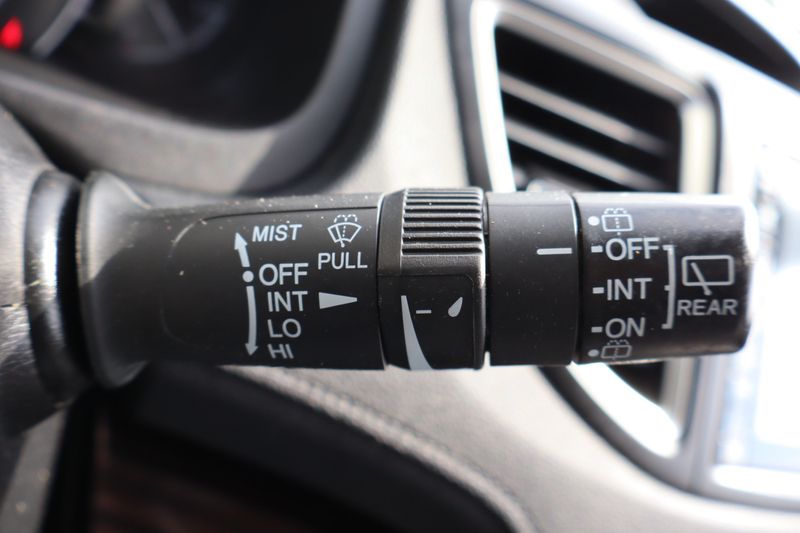 MIST
PULL
OFF
INT
LO
HI
OFF
INT
ON
REAR